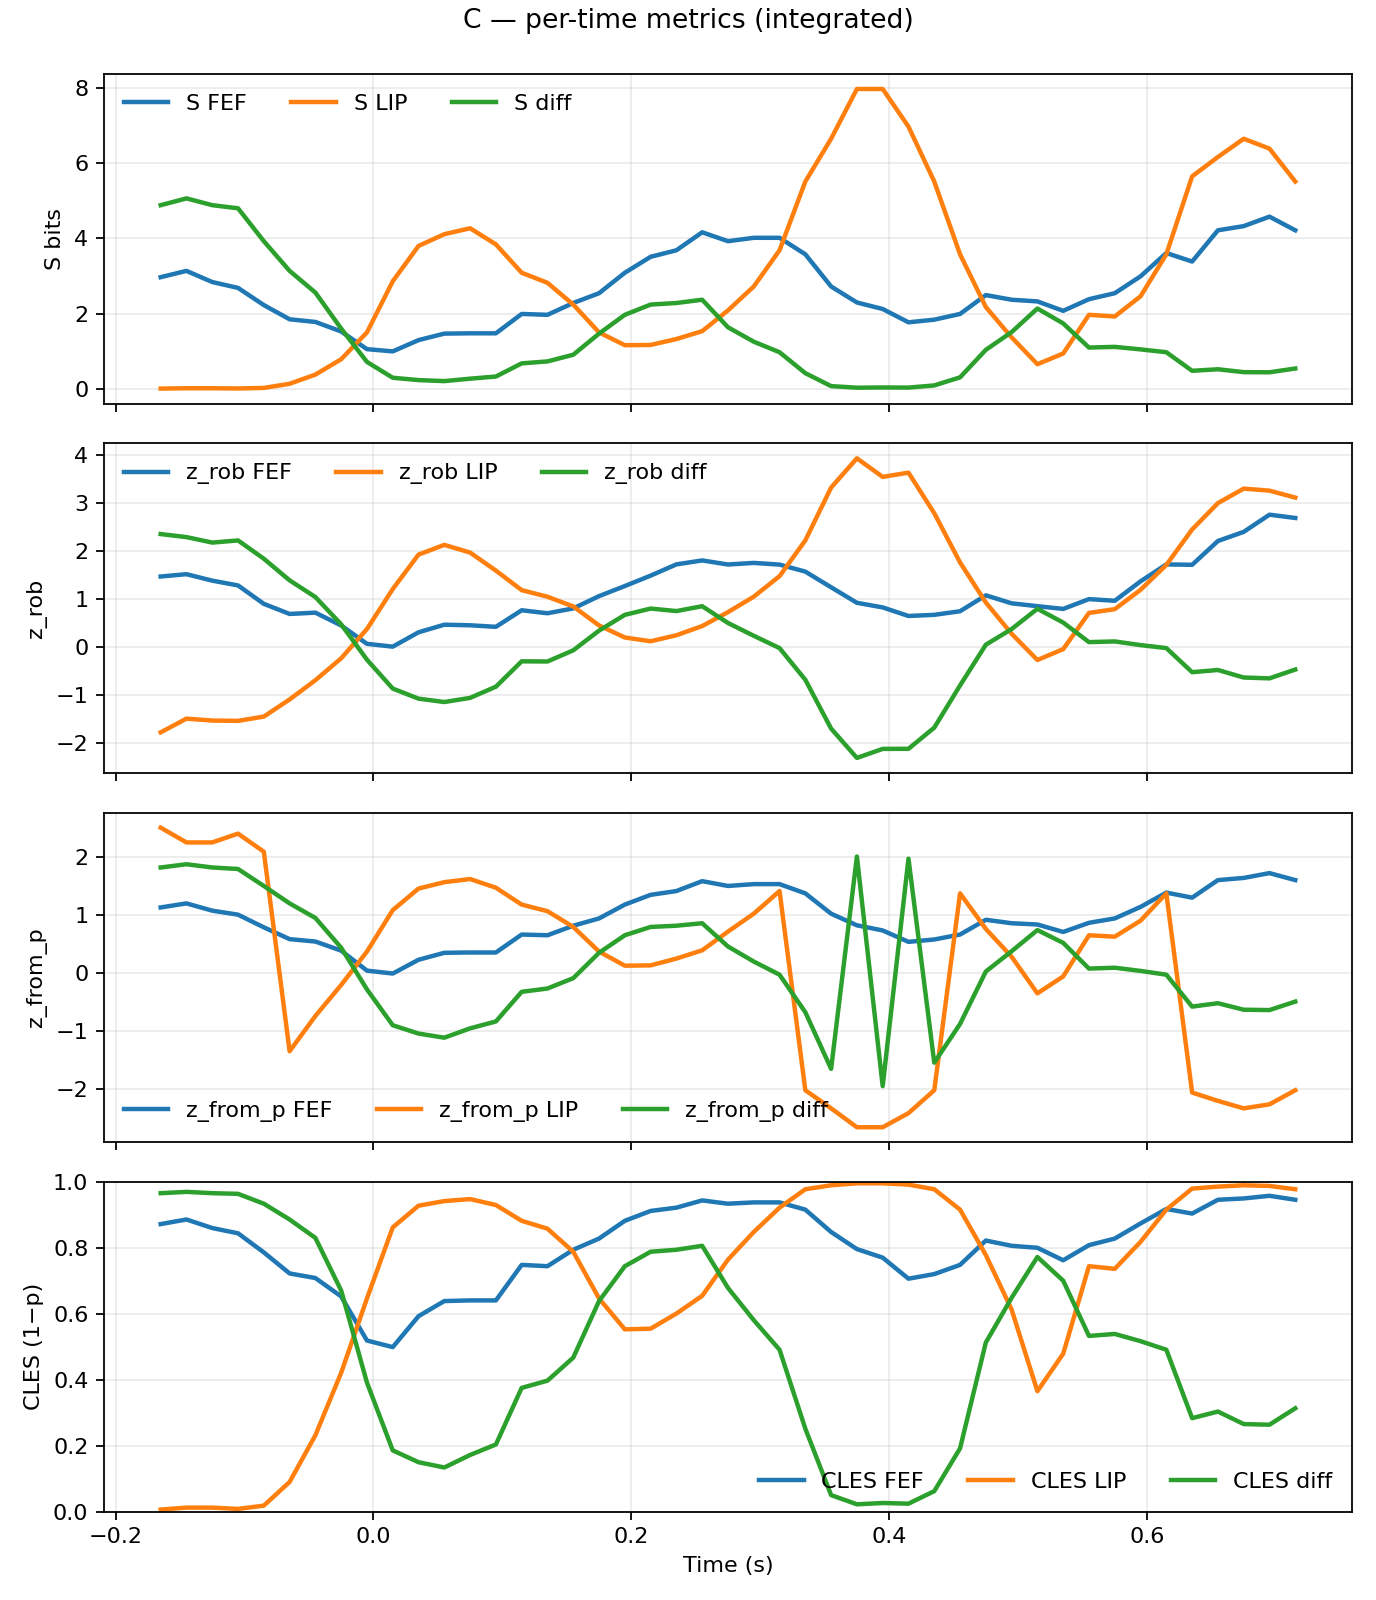 C — per-time metrics (integrated)
S FEF S LIP S diff
8
6
4
2
0
S bits
z_rob FEF z_rob LIP z_rob diff
4
3
2
1
0
−1
−2
z_rob
2
1
0
−1
−2
z_from_p
z_from_p FEF z_from_p LIP z_from_p diff
1.0
0.8
0.6
0.4
0.2
0.0
CLES (1−p)
CLES FEF CLES LIP CLES diff
−0.2 0.0 0.2 0.4 0.6
Time (s)